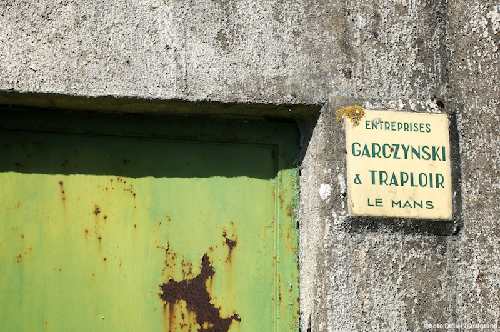 ENTREPRISES
GARCZYNSKI
& TRAPLOIR
LE MANS